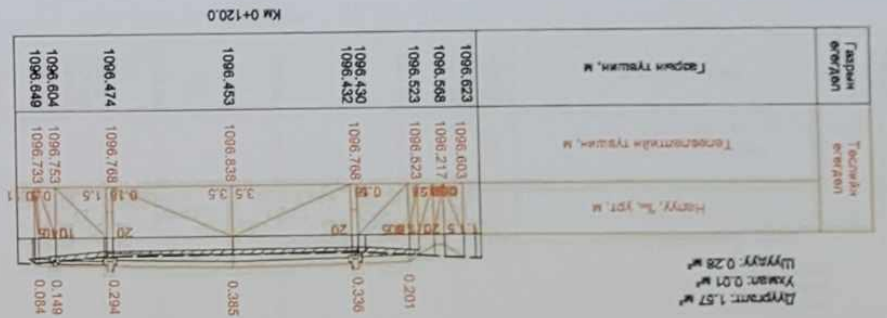 Дүүргалт: 1.57 м²
Ухмал: 0.01 м²
Шуудуу: 0.28 м²
0.201 0.336 0.385 0.294 0.149 0.084
Төслийн өгөгдөл
Налуу, ‰, урт, м
20 20
3.5 3.5 0.18 1.5
Төлөвлөлтийн түвшин, м
1096.603 1096.217 1096.523 1096.768 1096.838 1096.768 1096.753 1096.733
Газрын өгөгдөл
Газрын түвшин, м
1096.623 1096.568 1096.523 1096.430 1096.432 1096.453 1096.474 1096.604 1096.649
Км 0+120.0